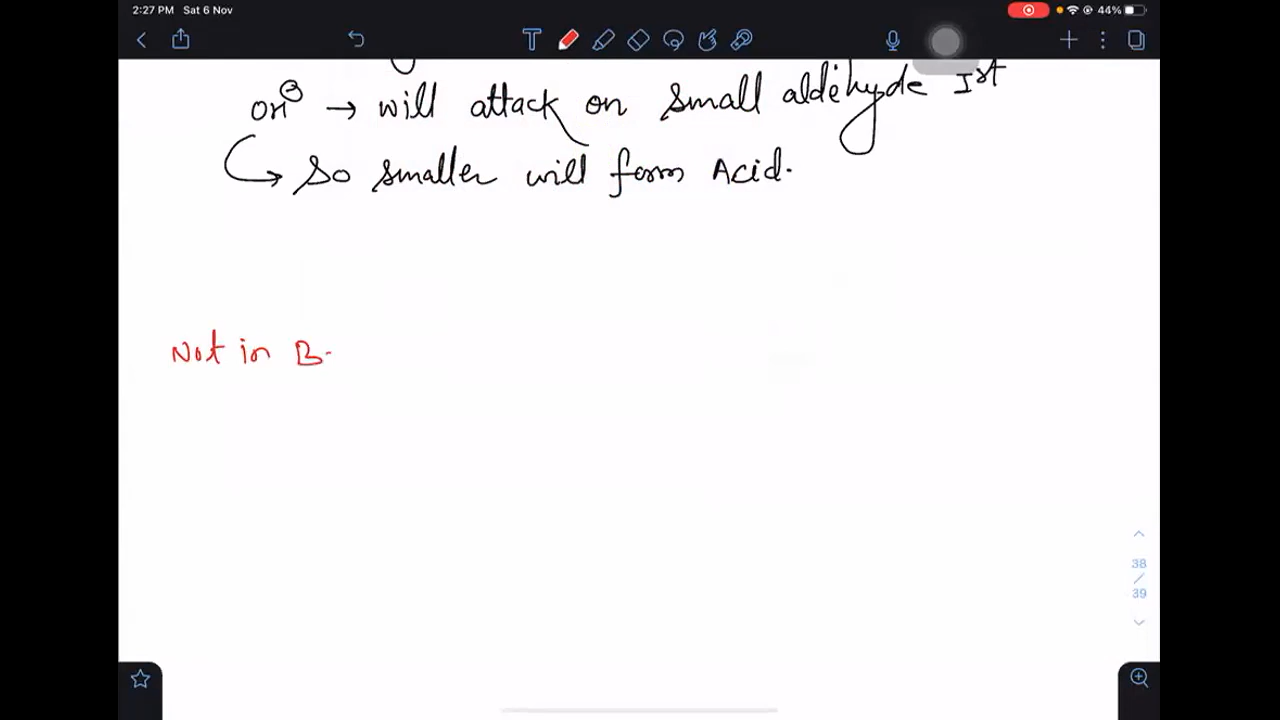 2:27 PM Sat 6 Nov
44%
OH⊖ → will attack on small aldehyde Ist
↳ So smaller will form Acid.
Not in B.
38
/
39